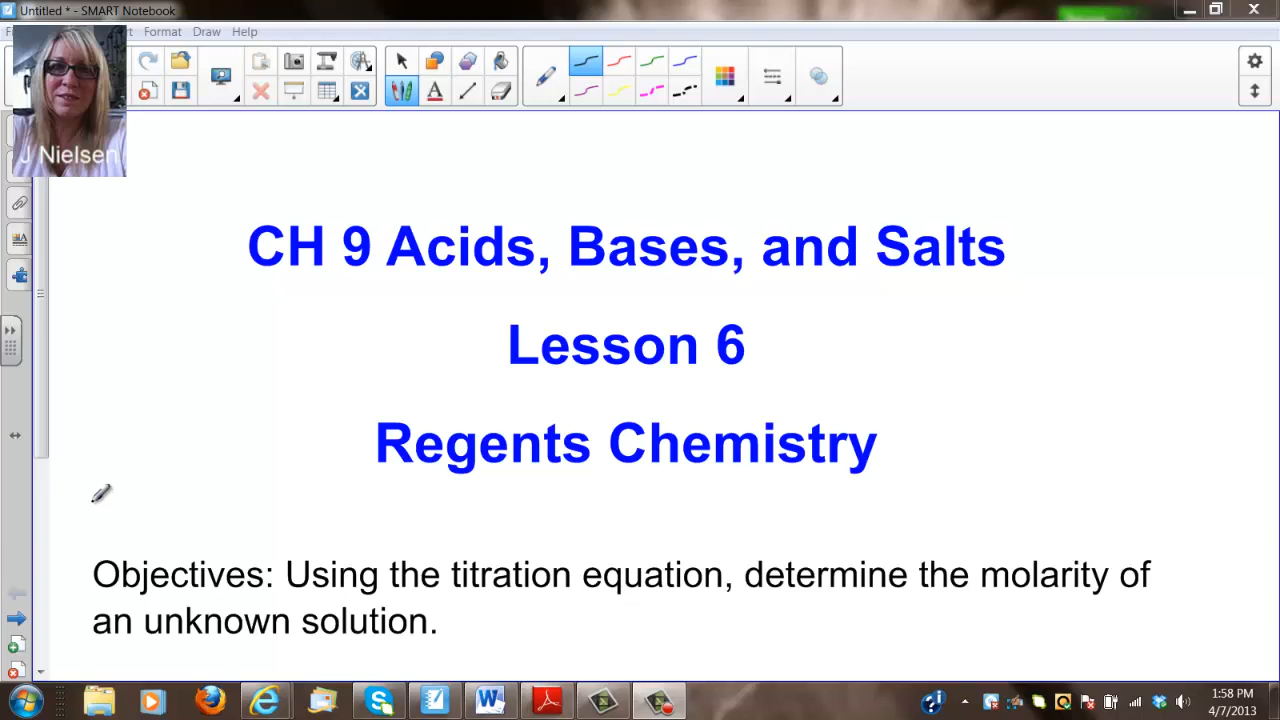 Untitled * - SMART Notebook
Format Draw Help
J Nielsen
CH 9 Acids, Bases, and Salts
Lesson 6
Regents Chemistry
Objectives: Using the titration equation, determine the molarity of
an unknown solution.
1:58 PM
4/7/2013